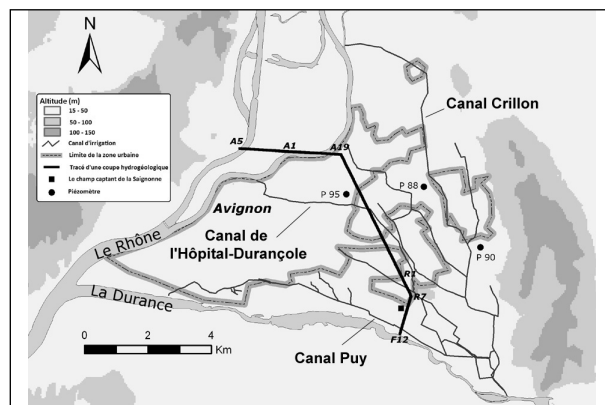 N
Altitude (m)
15 - 50
50 - 100
100 - 150
Canal d'irrigation
Limite de la zone urbaine
Tracé d'une coupe hydrogéologique
Le champ captant de la Saignonne
Piézomètre
Canal Crillon
A5
A1
A19
P 95
P 88
Avignon
Canal de
l'Hôpital-Durançole
P 90
Le Rhône
La Durance
R1
R7
F12
Canal Puy
0 2 4
Km